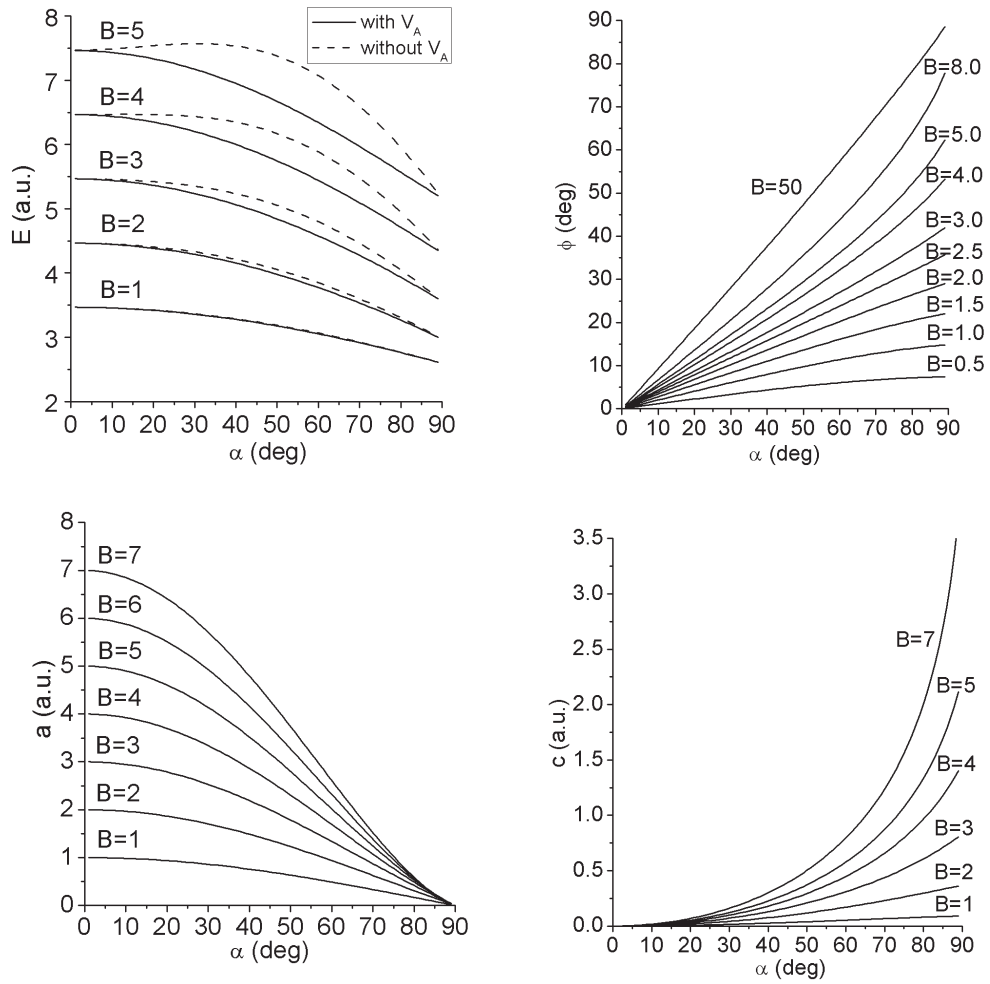 with V_A
without V_A
8
7
6
5
4
3
2
B=5
B=4
B=3
B=2
B=1
E (a.u.)
0 10 20 30 40 50 60 70 80 90
α (deg)
90
80
70
60
50
40
30
20
10
0
B=50
B=8.0
B=5.0
B=4.0
B=3.0
B=2.5
B=2.0
B=1.5
B=1.0
B=0.5
ϕ (deg)
0 10 20 30 40 50 60 70 80 90
α (deg)
8
7
6
5
4
3
2
1
0
B=7
B=6
B=5
B=4
B=3
B=2
B=1
a (a.u.)
0 10 20 30 40 50 60 70 80 90
α (deg)
3.5
3.0
2.5
2.0
1.5
1.0
0.5
0.0
B=7
B=5
B=4
B=3
B=2
B=1
c (a.u.)
0 10 20 30 40 50 60 70 80 90
α (deg)